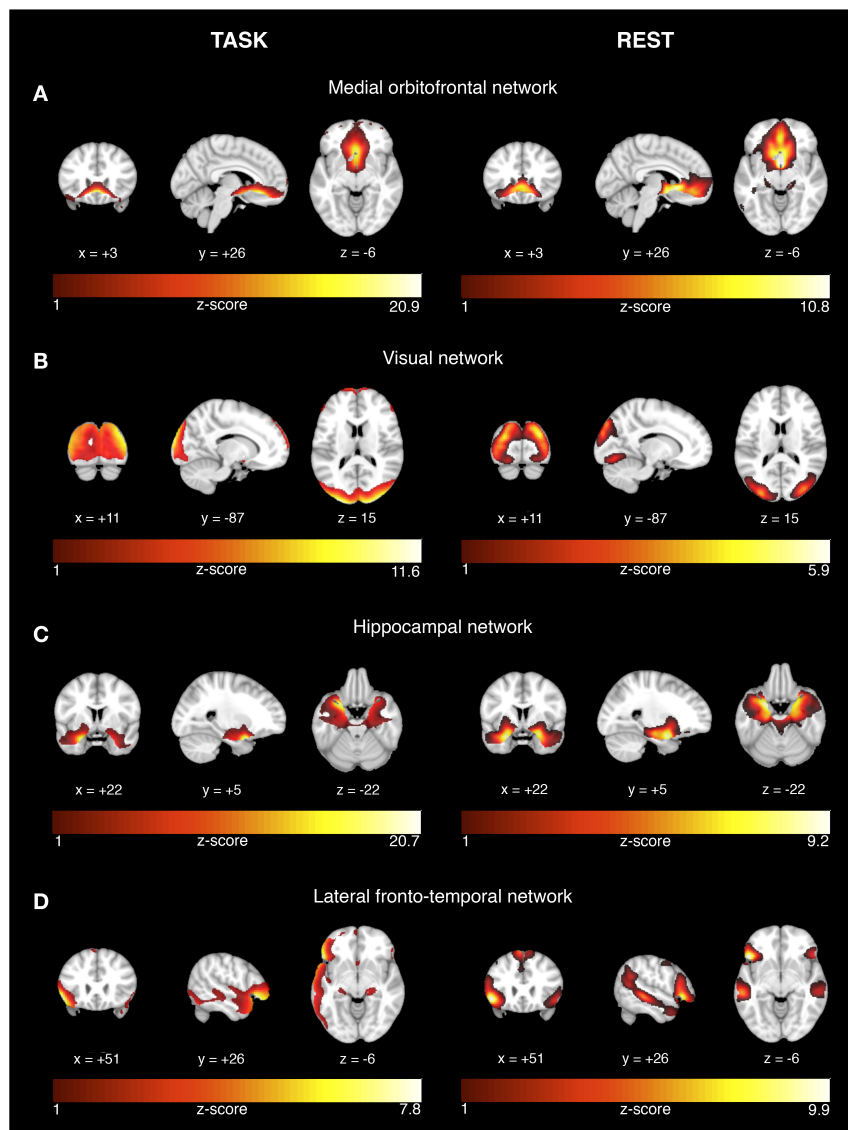 TASK REST
A Medial orbitofrontal network
x = +3 y = +26 z = -6 x = +3 y = +26 z = -6
1 z-score 20.9 1 z-score 10.8
B Visual network
x = +11 y = -87 z = 15 x = +11 y = -87 z = 15
1 z-score 11.6 1 z-score 5.9
C Hippocampal network
x = +22 y = +5 z = -22 x = +22 y = +5 z = -22
1 z-score 20.7 1 z-score 9.2
D Lateral fronto-temporal network
x = +51 y = +26 z = -6 x = +51 y = +26 z = -6
1 z-score 7.8 1 z-score 9.9